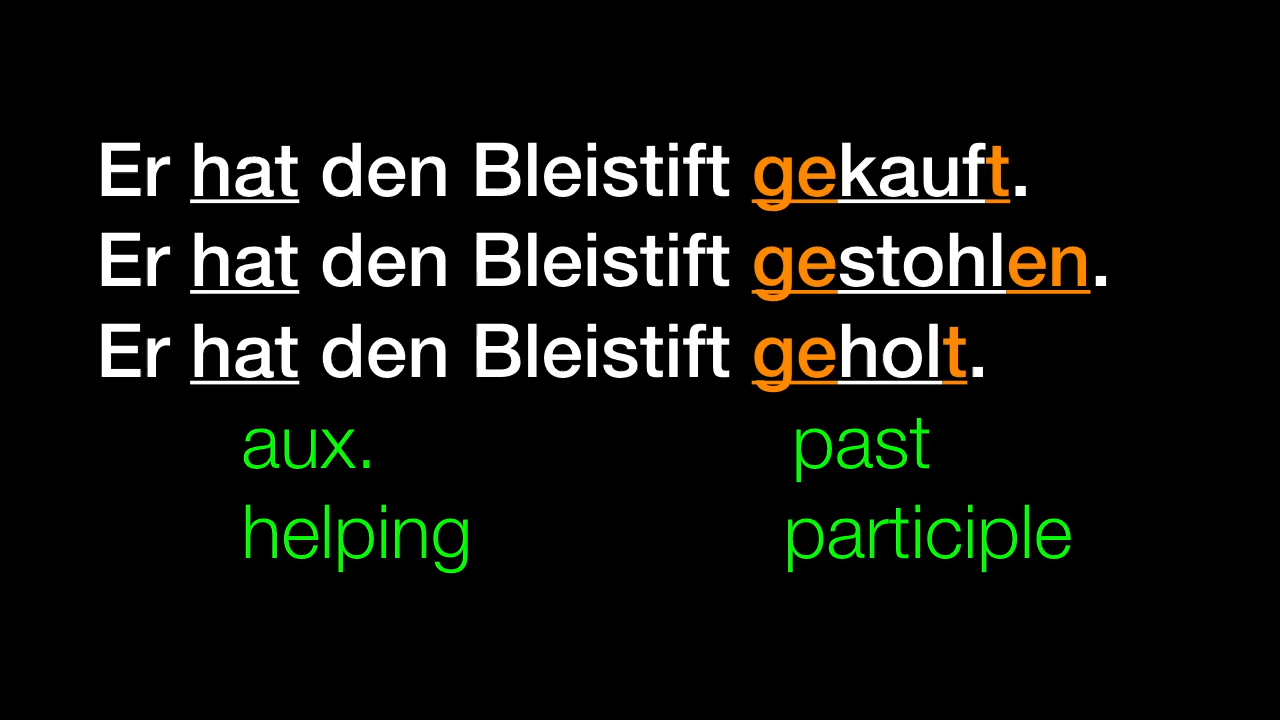 Er hat den Bleistift gekauft.
Er hat den Bleistift gestohlen.
Er hat den Bleistift geholt.
aux. past
helping participle